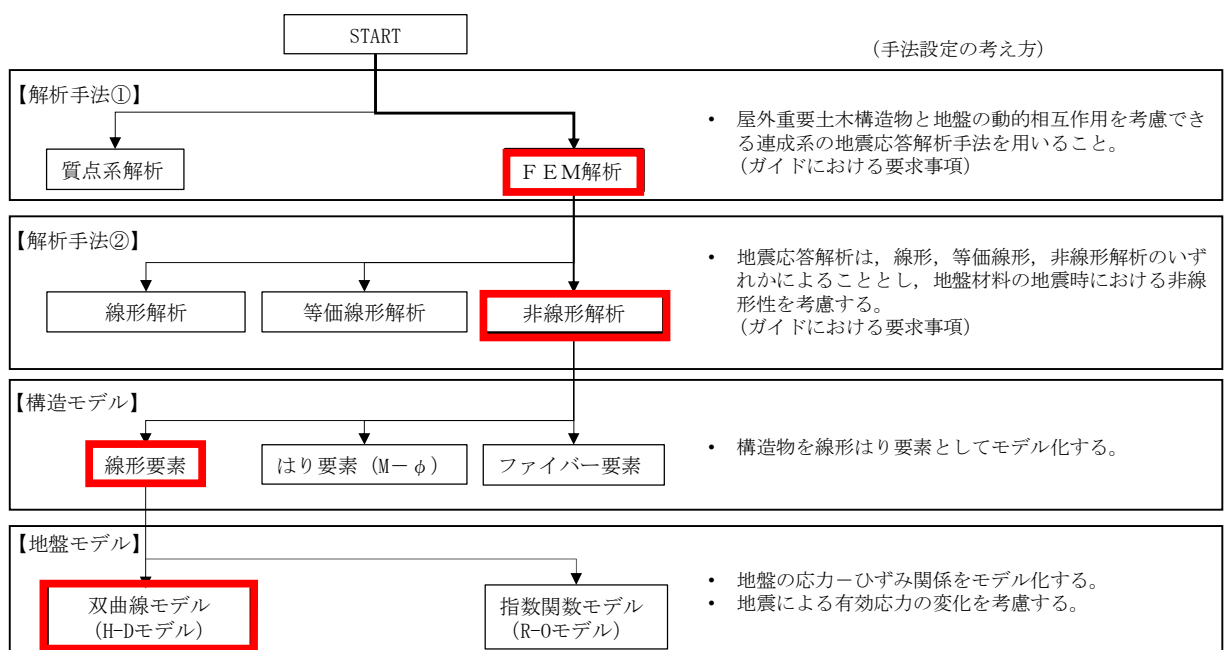 START
(手法設定の考え方)
【解析手法①】
・ 屋外重要土木構造物と地盤の動的相互作用を考慮でき
る連成系の地震応答解析手法を用いること。
(ガイドにおける要求事項)
質点系解析
ＦＥＭ解析
【解析手法②】
・ 地震応答解析は，線形，等価線形，非線形解析のいず
れかによることとし，地盤材料の地震時における非線
形性を考慮する。
(ガイドにおける要求事項)
線形解析
等価線形解析
非線形解析
【構造モデル】
・ 構造物を線形はり要素としてモデル化する。
線形要素
はり要素（M－φ）
ファイバー要素
【地盤モデル】
・ 地盤の応力－ひずみ関係をモデル化する。
・ 地震による有効応力の変化を考慮する。
双曲線モデル
(H-Dモデル)
指数関数モデル
(R-Oモデル)